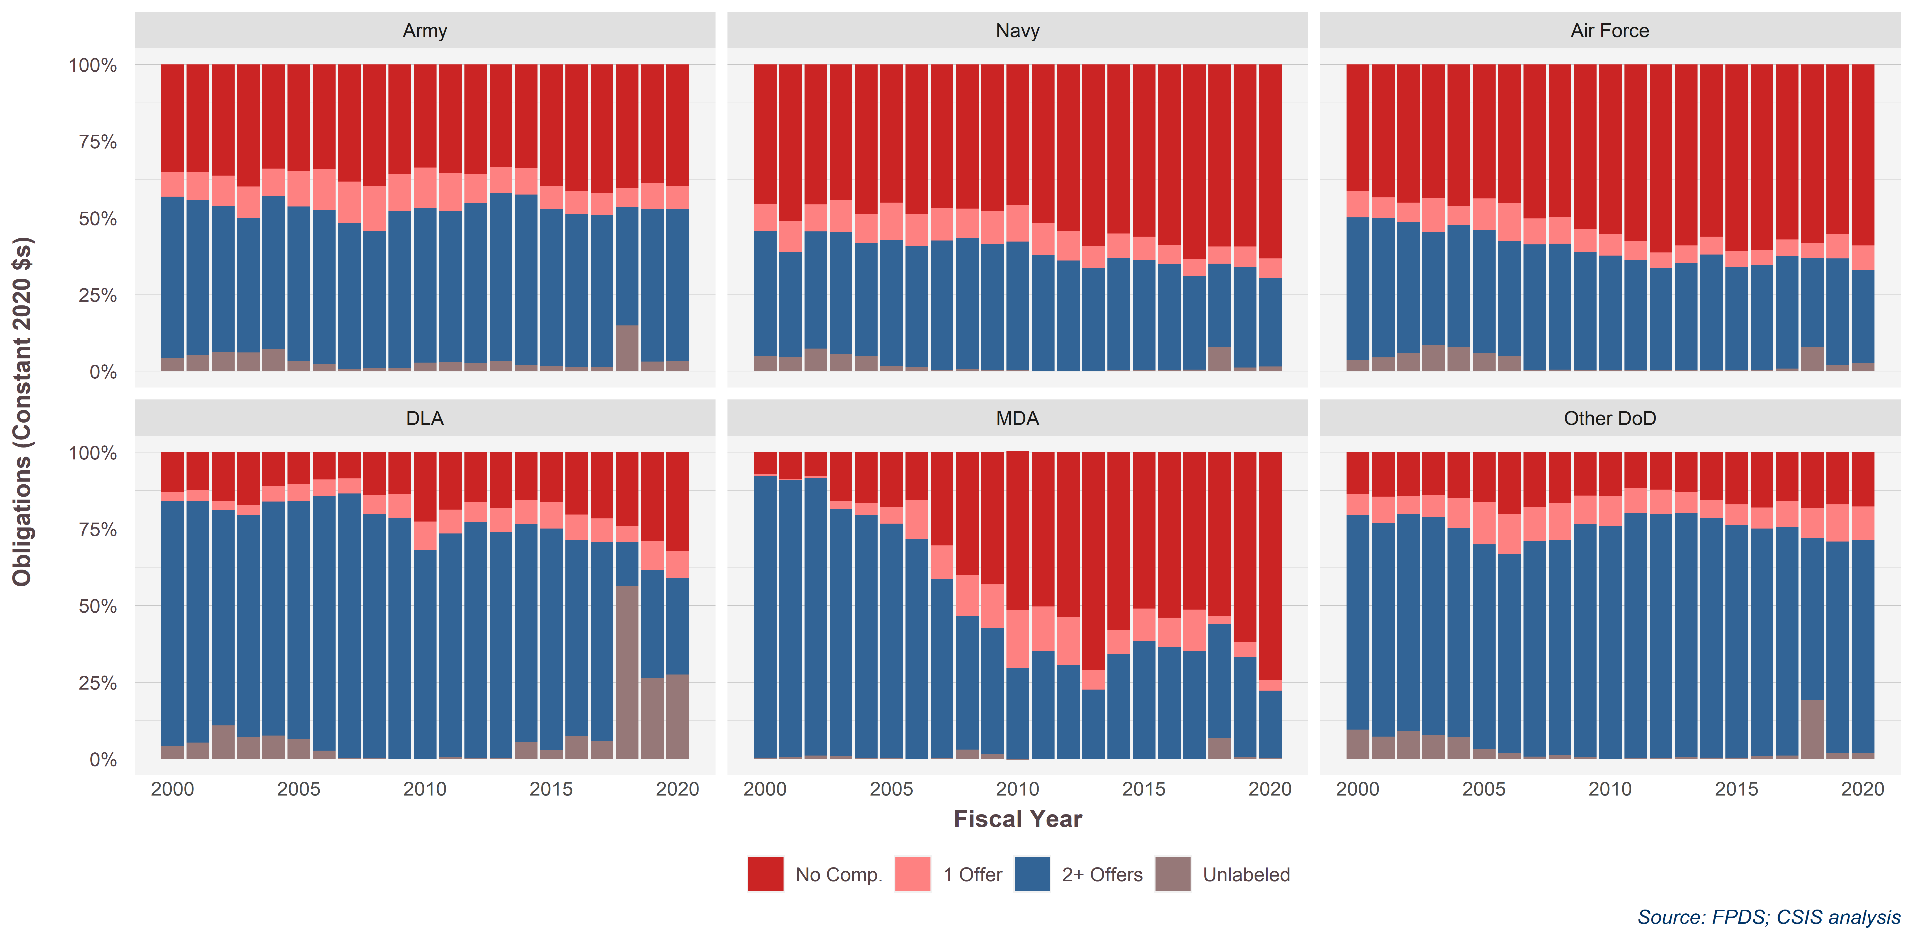 Army Navy Air Force
100%
75%
50%
25%
0%
DLA MDA Other DoD
100%
75%
50%
25%
0%
2000 2005 2010 2015 2020 2000 2005 2010 2015 2020 2000 2005 2010 2015 2020
Obligations (Constant 2020 $s)
Fiscal Year
No Comp. 1 Offer 2+ Offers Unlabeled
Source: FPDS; CSIS analysis